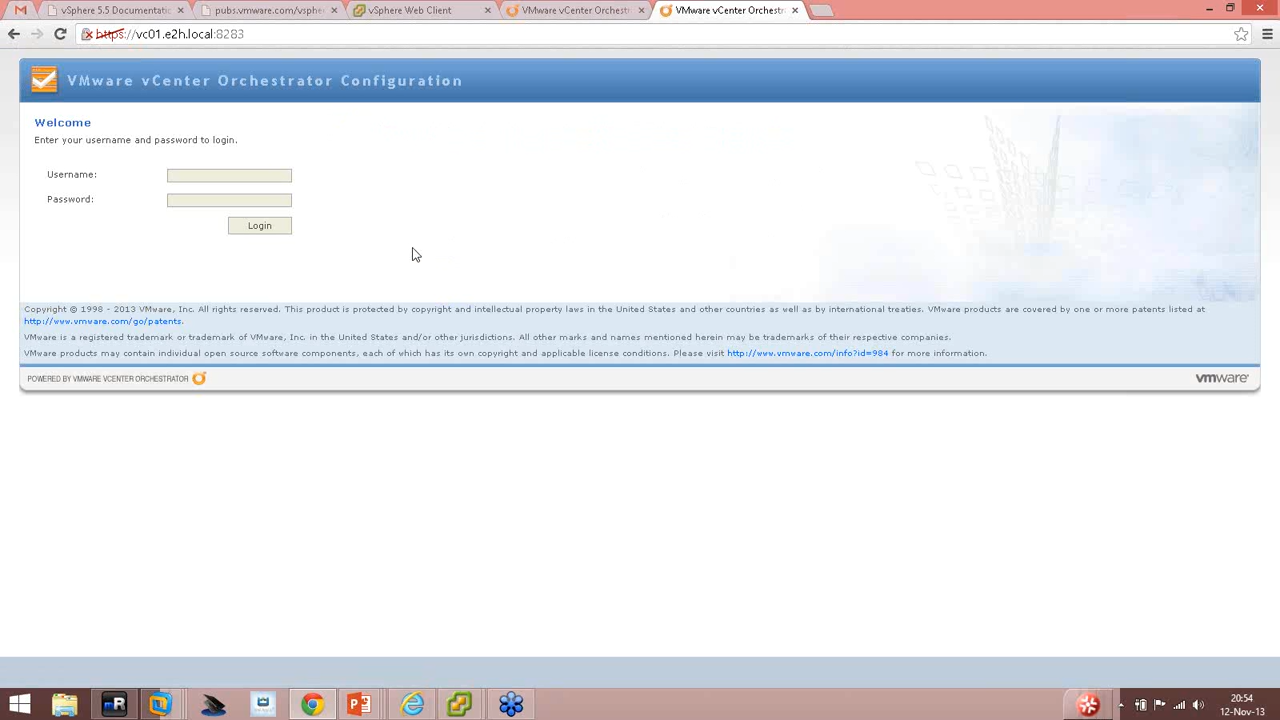 vSphere 5.5 Documentatic
pubs.vmware.com/vsphe
vSphere Web Client
VMware vCenter Orchestr
VMware vCenter Orchestr
https://vc01.e2h.local:8283
VMware vCenter Orchestrator Configuration
Welcome
Enter your username and password to login.
Username:
Password:
Login
Copyright © 1998 - 2013 VMware, Inc. All rights reserved. This product is protected by copyright and intellectual property laws in the United States and other countries as well as by international treaties. VMware products are covered by one or more patents listed at
http://www.vmware.com/go/patents.
VMware is a registered trademark or trademark of VMware, Inc. in the United States and/or other jurisdictions. All other marks and names mentioned herein may be trademarks of their respective companies.
VMware products may contain individual open source software components, each of which has its own copyright and applicable license conditions. Please visit http://www.vmware.com/info?id=984 for more information.
POWERED BY VMWARE VCENTER ORCHESTRATOR
vmware
mR
20:54
12-Nov-13